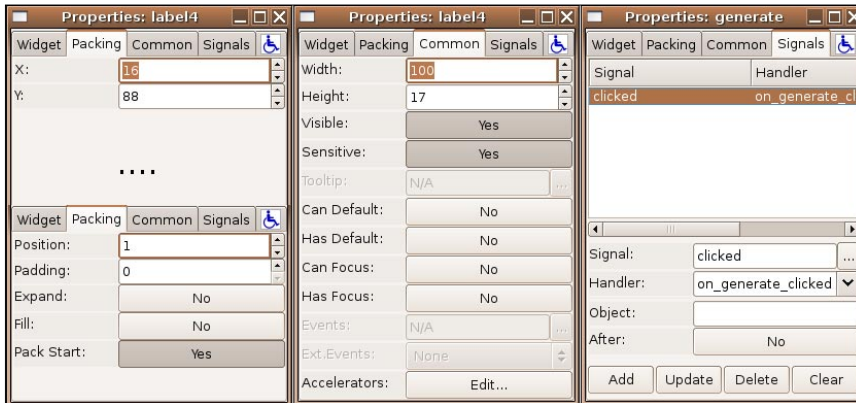 Properties: label4
Widget Packing Common Signals
X: 16
Y: 88
....
Widget Packing Common Signals
Position: 1
Padding: 0
Expand: No
Fill: No
Pack Start: Yes
Properties: label4
Widget Packing Common Signals
Width: 100
Height: 17
Visible: Yes
Sensitive: Yes
Tooltip: N/A ...
Can Default: No
Has Default: No
Can Focus: No
Has Focus: No
Events: N/A ...
Ext.Events: None
Accelerators: Edit...
Properties: generate
Widget Packing Common Signals
Signal Handler
clicked on_generate_cl
Signal: clicked ...
Handler: on_generate_clicked
Object:
After: No
Add Update Delete Clear